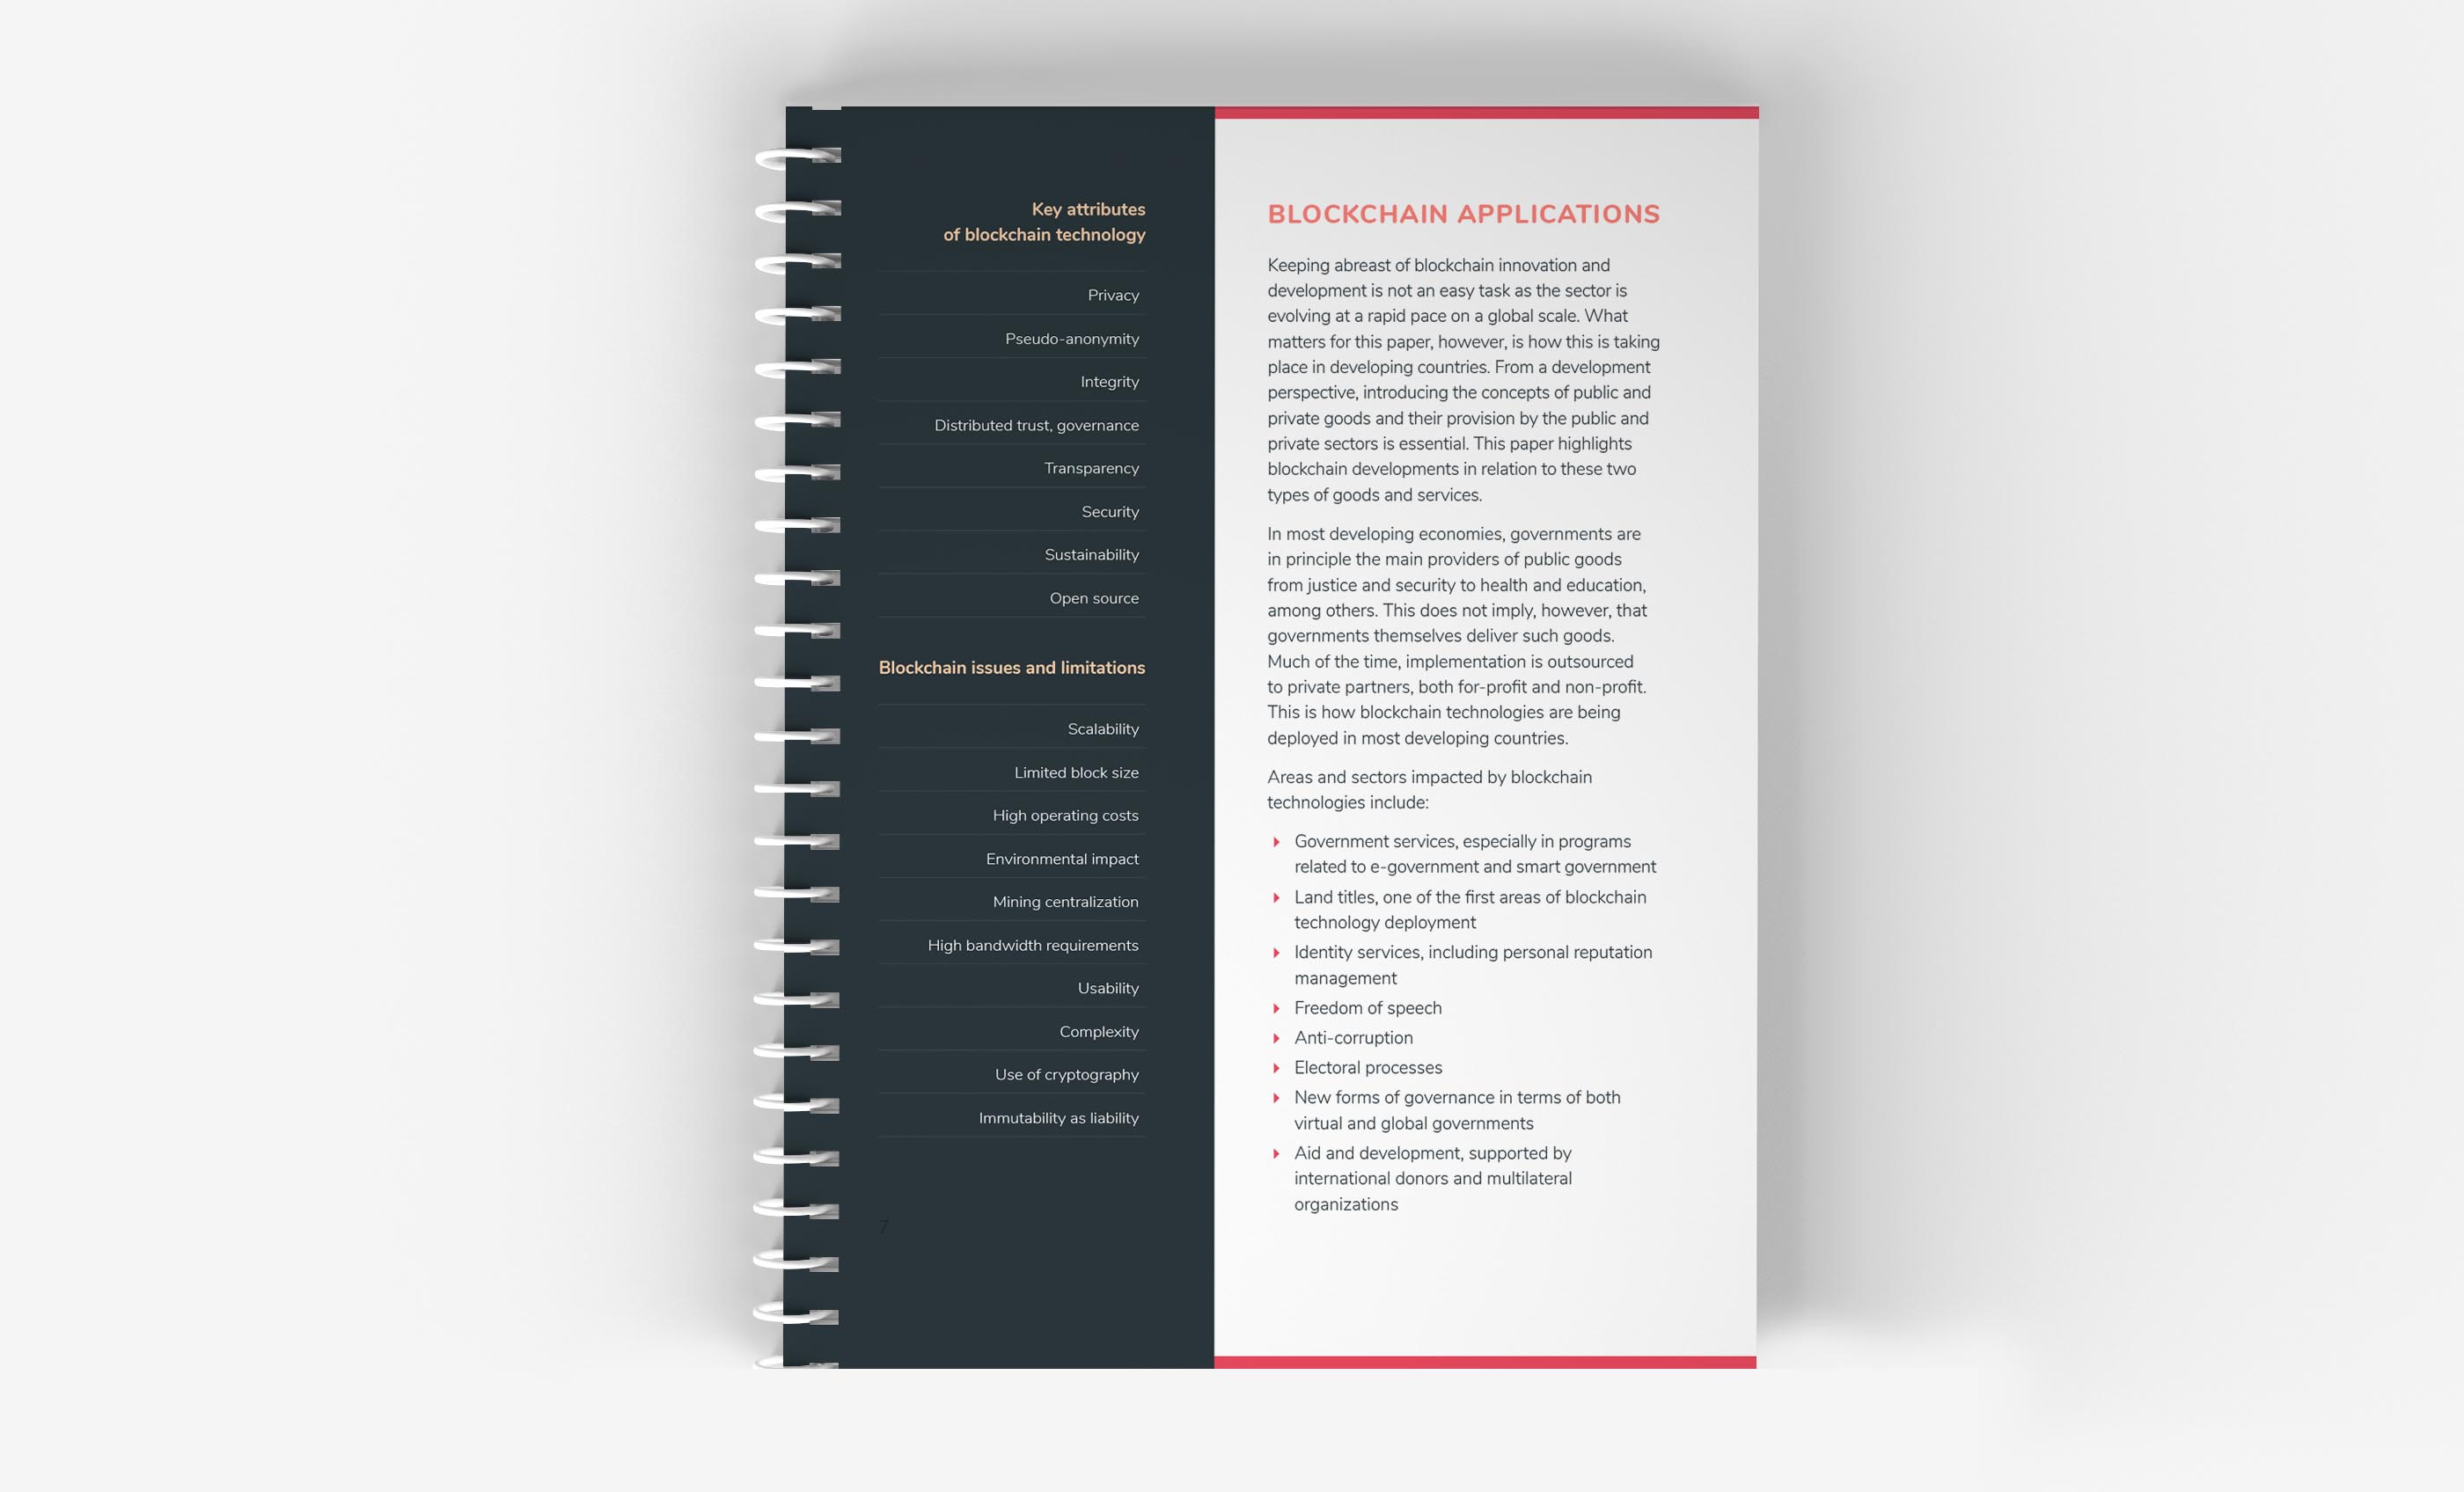 Key attributes
of blockchain technology
Privacy
Pseudo-anonymity
Integrity
Distributed trust, governance
Transparency
Security
Sustainability
Open source
Blockchain issues and limitations
Scalability
Limited block size
High operating costs
Environmental impact
Mining centralization
High bandwidth requirements
Usability
Complexity
Use of cryptography
Immutability as liability
7
BLOCKCHAIN APPLICATIONS
Keeping abreast of blockchain innovation and
development is not an easy task as the sector is
evolving at a rapid pace on a global scale. What
matters for this paper, however, is how this is taking
place in developing countries. From a development
perspective, introducing the concepts of public and
private goods and their provision by the public and
private sectors is essential. This paper highlights
blockchain developments in relation to these two
types of goods and services.
In most developing economies, governments are
in principle the main providers of public goods
from justice and security to health and education,
among others. This does not imply, however, that
governments themselves deliver such goods.
Much of the time, implementation is outsourced
to private partners, both for-profit and non-profit.
This is how blockchain technologies are being
deployed in most developing countries.
Areas and sectors impacted by blockchain
technologies include:
Government services, especially in programs
related to e-government and smart government
Land titles, one of the first areas of blockchain
technology deployment
Identity services, including personal reputation
management
Freedom of speech
Anti-corruption
Electoral processes
New forms of governance in terms of both
virtual and global governments
Aid and development, supported by
international donors and multilateral
organizations